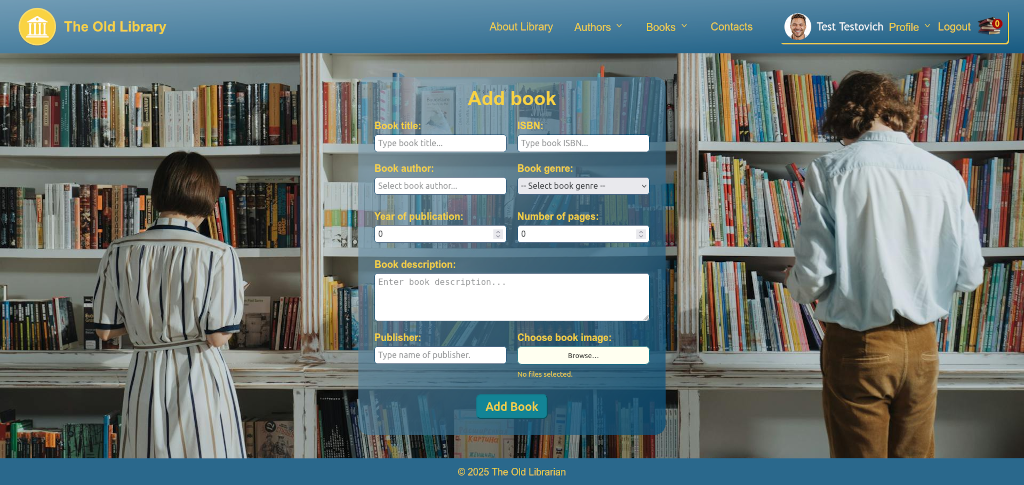 The Old Library
About Library
Authors
Books
Contacts
Test Testovich
Profile
Logout
0
Add book
Book title:
ISBN:
Type book title...
Type book ISBN...
Book author:
Book genre:
Select book author...
-- Select book genre --
Year of publication:
Number of pages:
0
0
Book description:
Enter book description...
Publisher:
Choose book image:
Type name of publisher.
Browse...
No files selected.
Add Book
© 2025 The Old Librarian